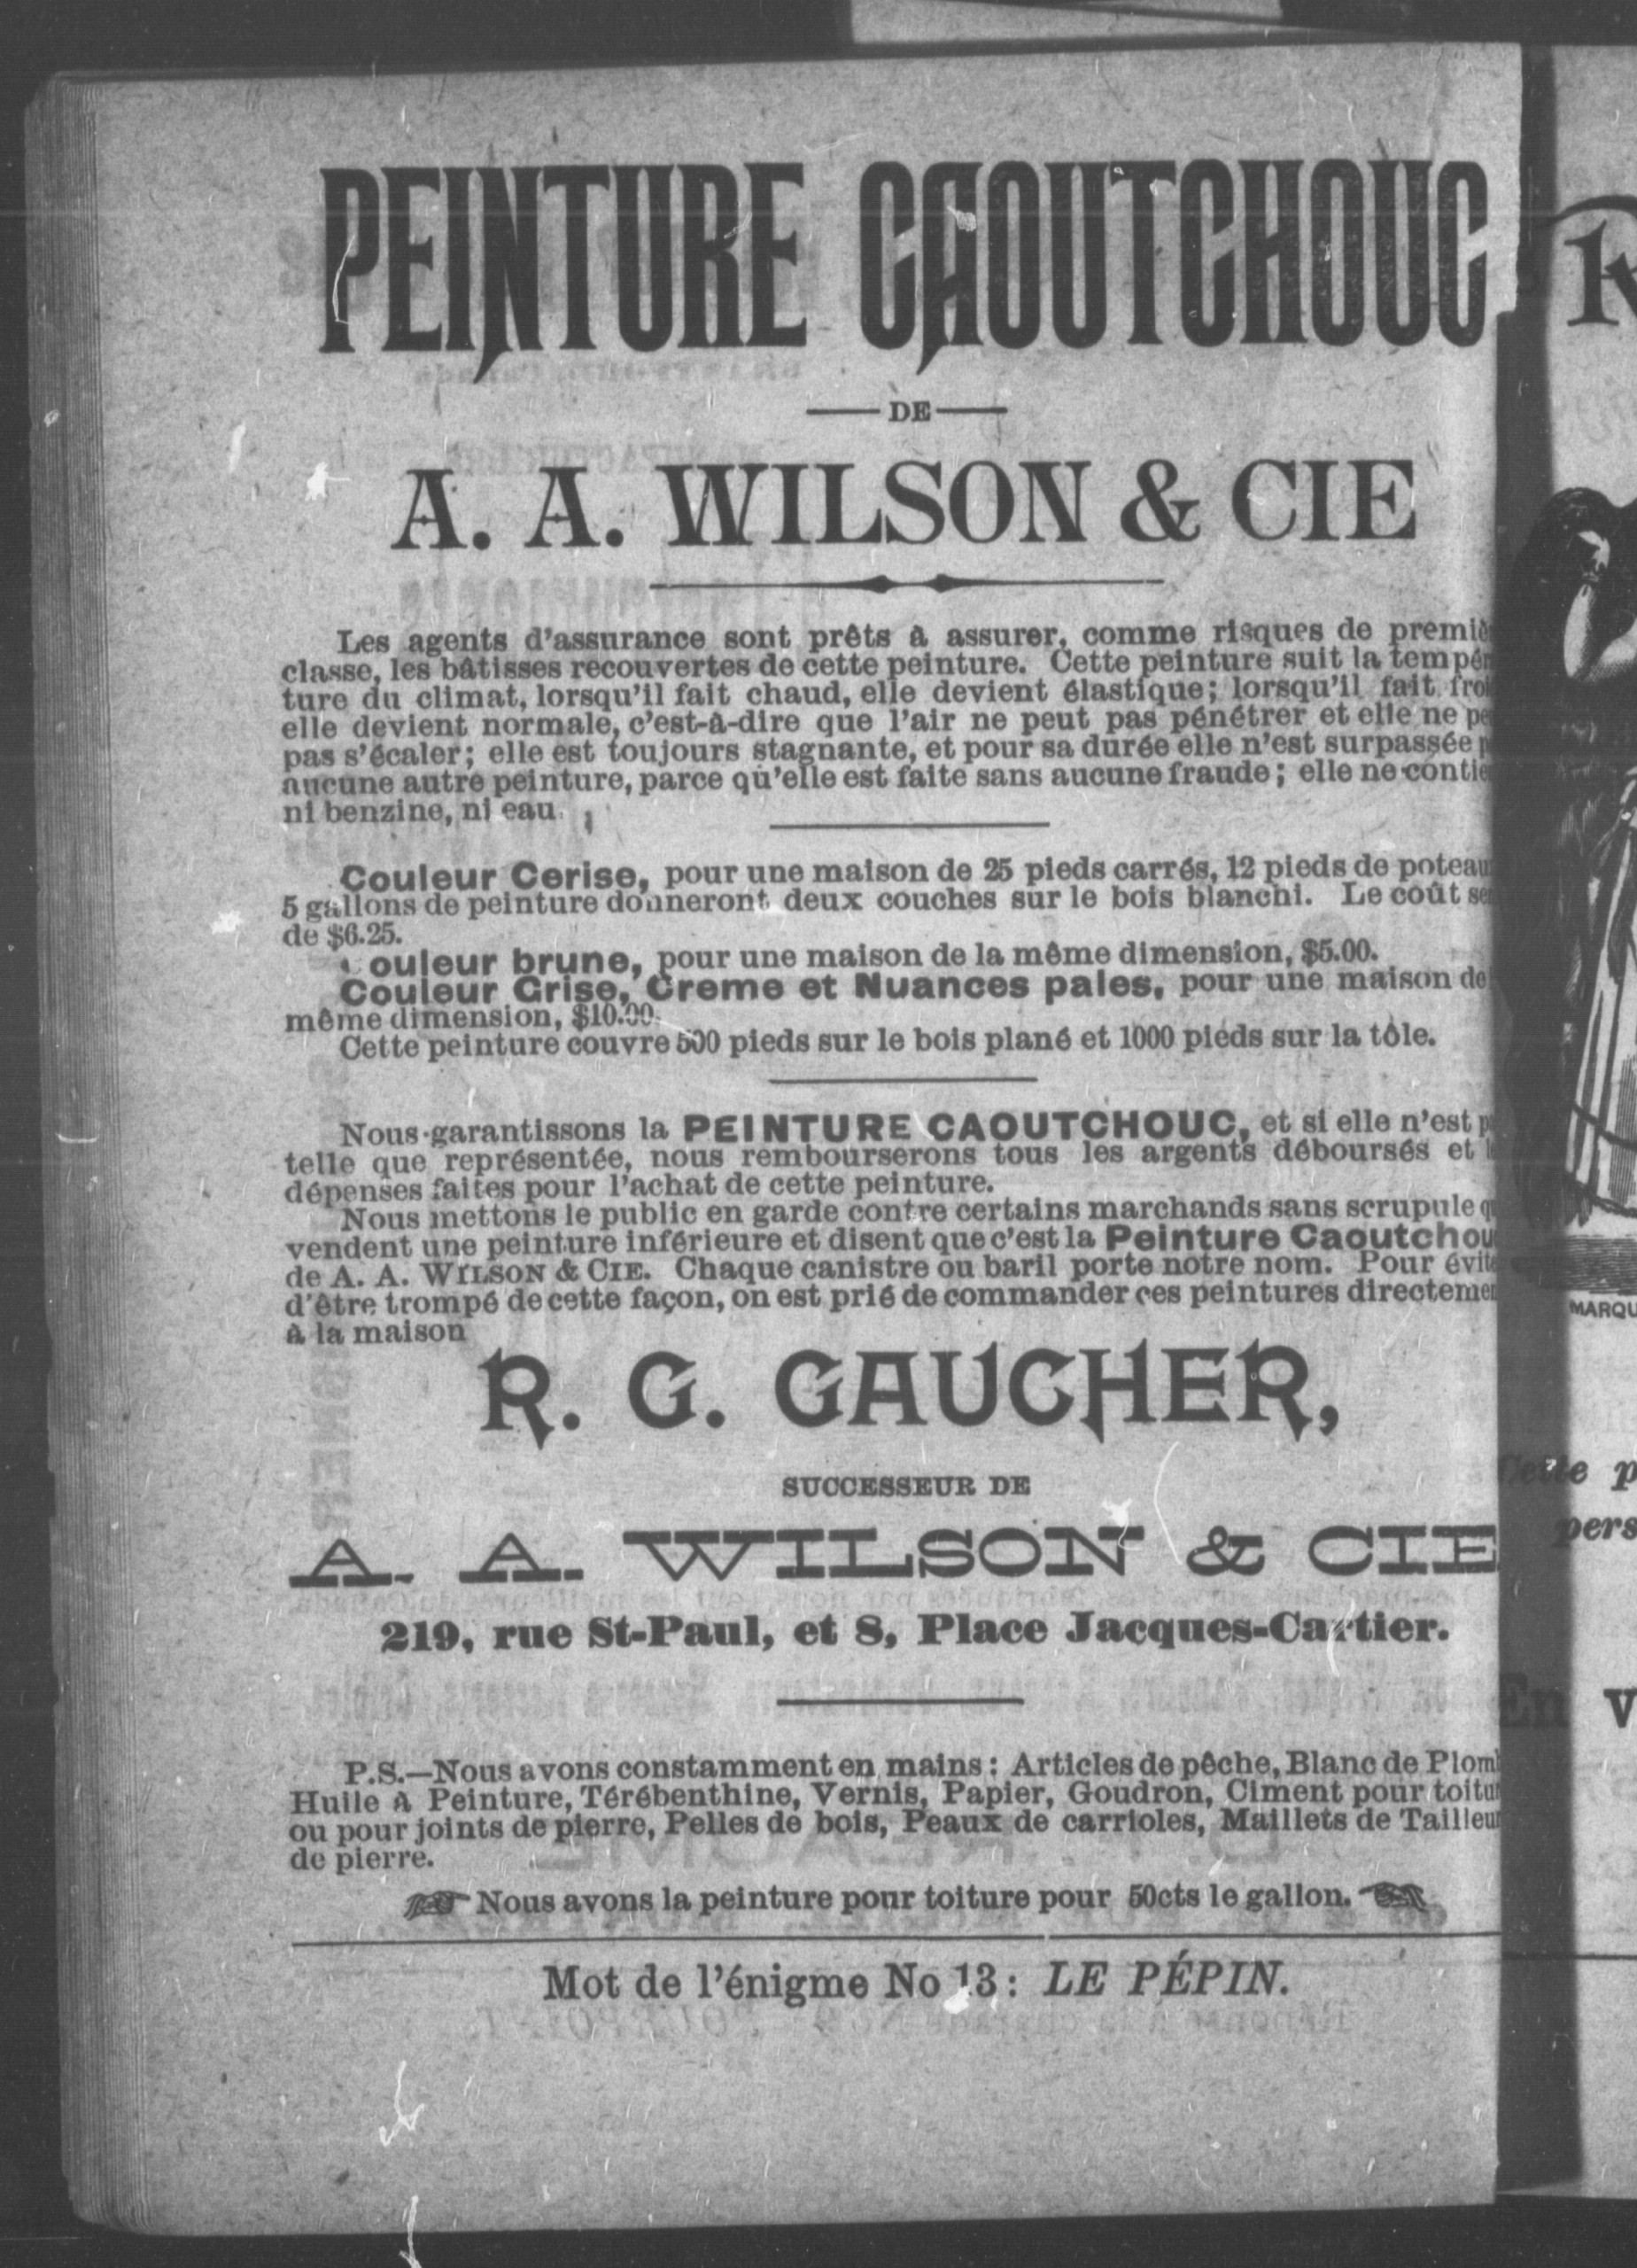 PEINTURE CAOUTCHOUC
DE
A. A. WILSON & CIE
Les agents d'assurance sont prêts à assurer, comme risques de premiè
classe, les bâtisses recouvertes de cette peinture. Cette peinture suit la tempér
ture du climat, lorsqu'il fait chaud, elle devient élastique; lorsqu'il fait froi
elle devient normale, c'est-à-dire que l'air ne peut pas pénétrer et elle ne pe
pas s'écaler; elle est toujours stagnante, et pour sa durée elle n'est surpassée p
aucune autre peinture, parce qu'elle est faite sans aucune fraude; elle ne contie
ni benzine, ni eau.
Couleur Cerise, pour une maison de 25 pieds carrés, 12 pieds de poteau
5 gallons de peinture donneront deux couches sur le bois blanchi. Le coût se
de $6.25.
ouleur brune, pour une maison de la même dimension, $5.00.
Couleur Grise, Creme et Nuances pales, pour une maison de
même dimension, $10.00.
Cette peinture couvre 500 pieds sur le bois plané et 1000 pieds sur la tôle.
Nous garantissons la PEINTURE CAOUTCHOUC, et si elle n'est p
telle que représentée, nous rembourserons tous les argents déboursés et l
dépenses faites pour l'achat de cette peinture.
Nous mettons le public en garde contre certains marchands sans scrupule q
vendent une peinture inférieure et disent que c'est la Peinture Caoutchou
de A. A. WILSON & CIE. Chaque canistre ou baril porte notre nom. Pour évite
d'être trompé de cette façon, on est prié de commander ces peintures directemen
à la maison
R. G. GAUCHER,
SUCCESSEUR DE
A. A. WILSON & CIE
219, rue St-Paul, et 8, Place Jacques-Cartier.
P.S.—Nous avons constamment en mains: Articles de pêche, Blanc de Plomb
Huile à Peinture, Térébenthine, Vernis, Papier, Goudron, Ciment pour toitur
ou pour joints de pierre, Pelles de bois, Peaux de carrioles, Maillets de Tailleur
de pierre.
Nous avons la peinture pour toiture pour 50cts le gallon.
Mot de l'énigme No 13: LE PÉPIN.
MARQU
Cette p
pers
En v